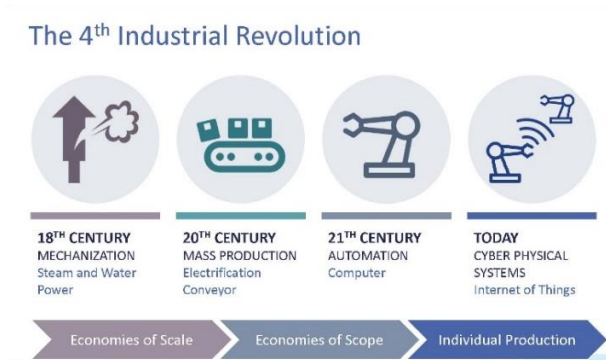 The 4th Industrial Revolution
18TH CENTURY
MECHANIZATION
Steam and Water
Power
20TH CENTURY
MASS PRODUCTION
Electrification
Conveyor
21TH CENTURY
AUTOMATION
Computer
TODAY
CYBER PHYSICAL
SYSTEMS
Internet of Things
Economies of Scale
Economies of Scope
Individual Production